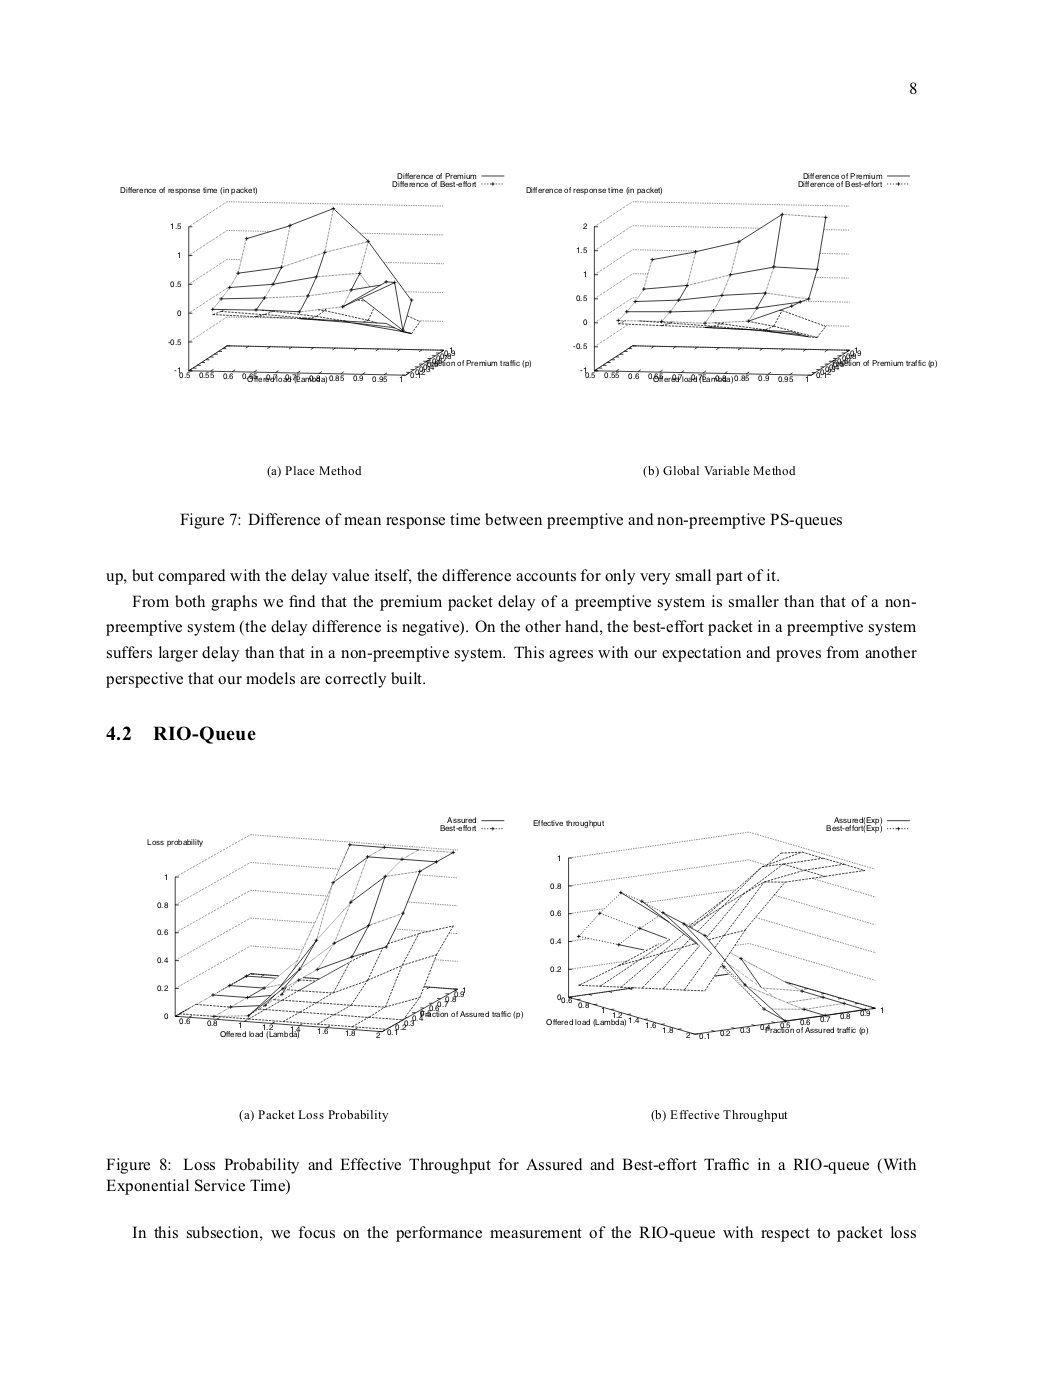 8
Difference of Premium
Difference of Best-effort
Difference of response time (in packet)
1.5
1
0.5
0
-0.5
-1
0.5 0.55 0.6 0.65 0.7 0.75 0.8 0.85 0.9 0.95 1
Offered load (Lambda)
Fraction of Premium traffic (p)
(a) Place Method
Difference of Premium
Difference of Best-effort
Difference of response time (in packet)
2
1.5
1
0.5
0
-0.5
-1
0.5 0.55 0.6 0.65 0.7 0.75 0.8 0.85 0.9 0.95 1
Offered load (Lambda)
Fraction of Premium traffic (p)
(b) Global Variable Method
Figure 7: Difference of mean response time between preemptive and non-preemptive PS-queues
up, but compared with the delay value itself, the difference accounts for only very small part of it.
From both graphs we find that the premium packet delay of a preemptive system is smaller than that of a non-
preemptive system (the delay difference is negative). On the other hand, the best-effort packet in a preemptive system
suffers larger delay than that in a non-preemptive system. This agrees with our expectation and proves from another
perspective that our models are correctly built.
4.2 RIO-Queue
Assured
Best-effort
Loss probability
1
0.8
0.6
0.4
0.2
0
0.6 0.8 1 1.2 1.4 1.6 1.8 2
Offered load (Lambda)
0.1 0.2 0.3 0.4 0.5 0.6 0.7 0.8 0.9 1
Fraction of Assured traffic (p)
(a) Packet Loss Probability
Assured(Exp)
Best-effort(Exp)
Effective throughput
1
0.8
0.6
0.4
0.2
0
0.6 0.8 1 1.2 1.4 1.6 1.8 2
Offered load (Lambda)
0.1 0.2 0.3 0.4 0.5 0.6 0.7 0.8 0.9 1
Fraction of Assured traffic (p)
(b) Effective Throughput
Figure 8: Loss Probability and Effective Throughput for Assured and Best-effort Traffic in a RIO-queue (With
Exponential Service Time)
In this subsection, we focus on the performance measurement of the RIO-queue with respect to packet loss